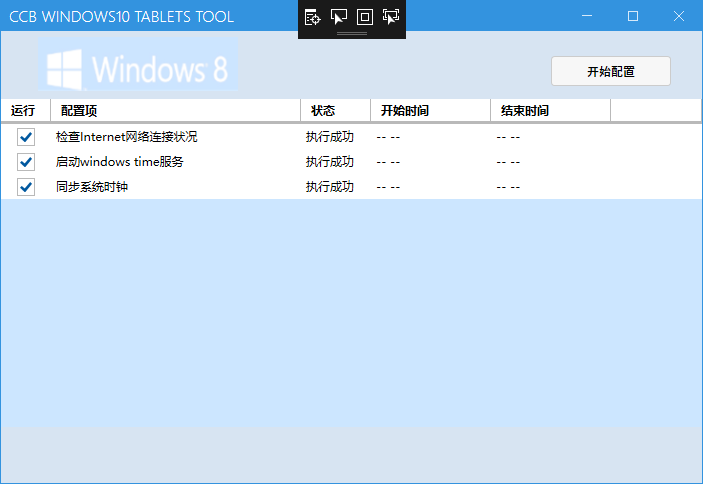 CCB WINDOWS10 TABLETS TOOL
Windows 8
开始配置
运行 配置项 状态 开始时间 结束时间
检查Internet网络连接状况 执行成功 -- -- -- --
启动windows time服务 执行成功 -- -- -- --
同步系统时钟 执行成功 -- -- -- --